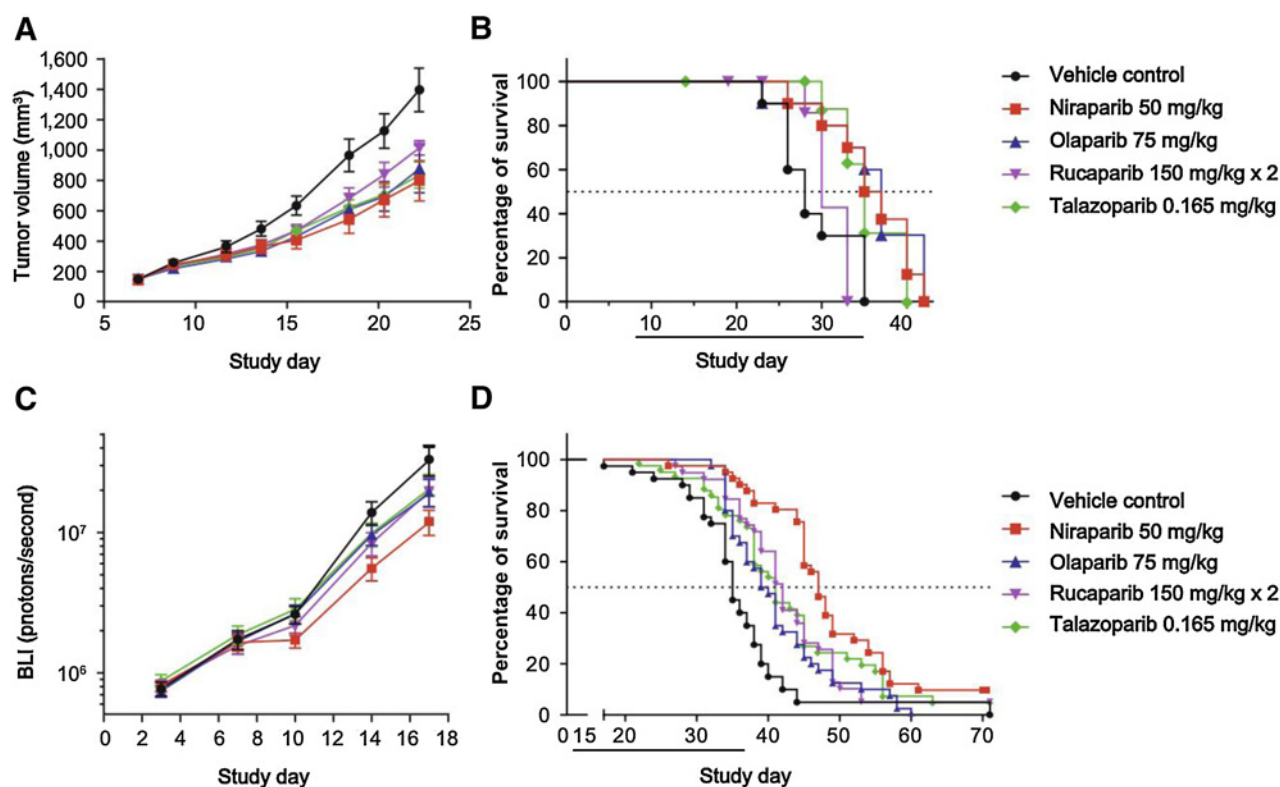 A
Tumor volume (mm³)
1,600
1,400
1,200
1,000
800
600
400
200
0
5 10 15 20 25
Study day
B
Percentage of survival
100
80
60
40
20
0
0 10 20 30 40
Study day
Vehicle control
Niraparib 50 mg/kg
Olaparib 75 mg/kg
Rucaparib 150 mg/kg x 2
Talazoparib 0.165 mg/kg
C
BLI (pnotons/second)
10⁷
10⁶
0 2 4 6 8 10 12 14 16 18
Study day
D
Percentage of survival
100
80
60
40
20
0
0 15 20 30 40 50 60 70
Study day
Vehicle control
Niraparib 50 mg/kg
Olaparib 75 mg/kg
Rucaparib 150 mg/kg x 2
Talazoparib 0.165 mg/kg